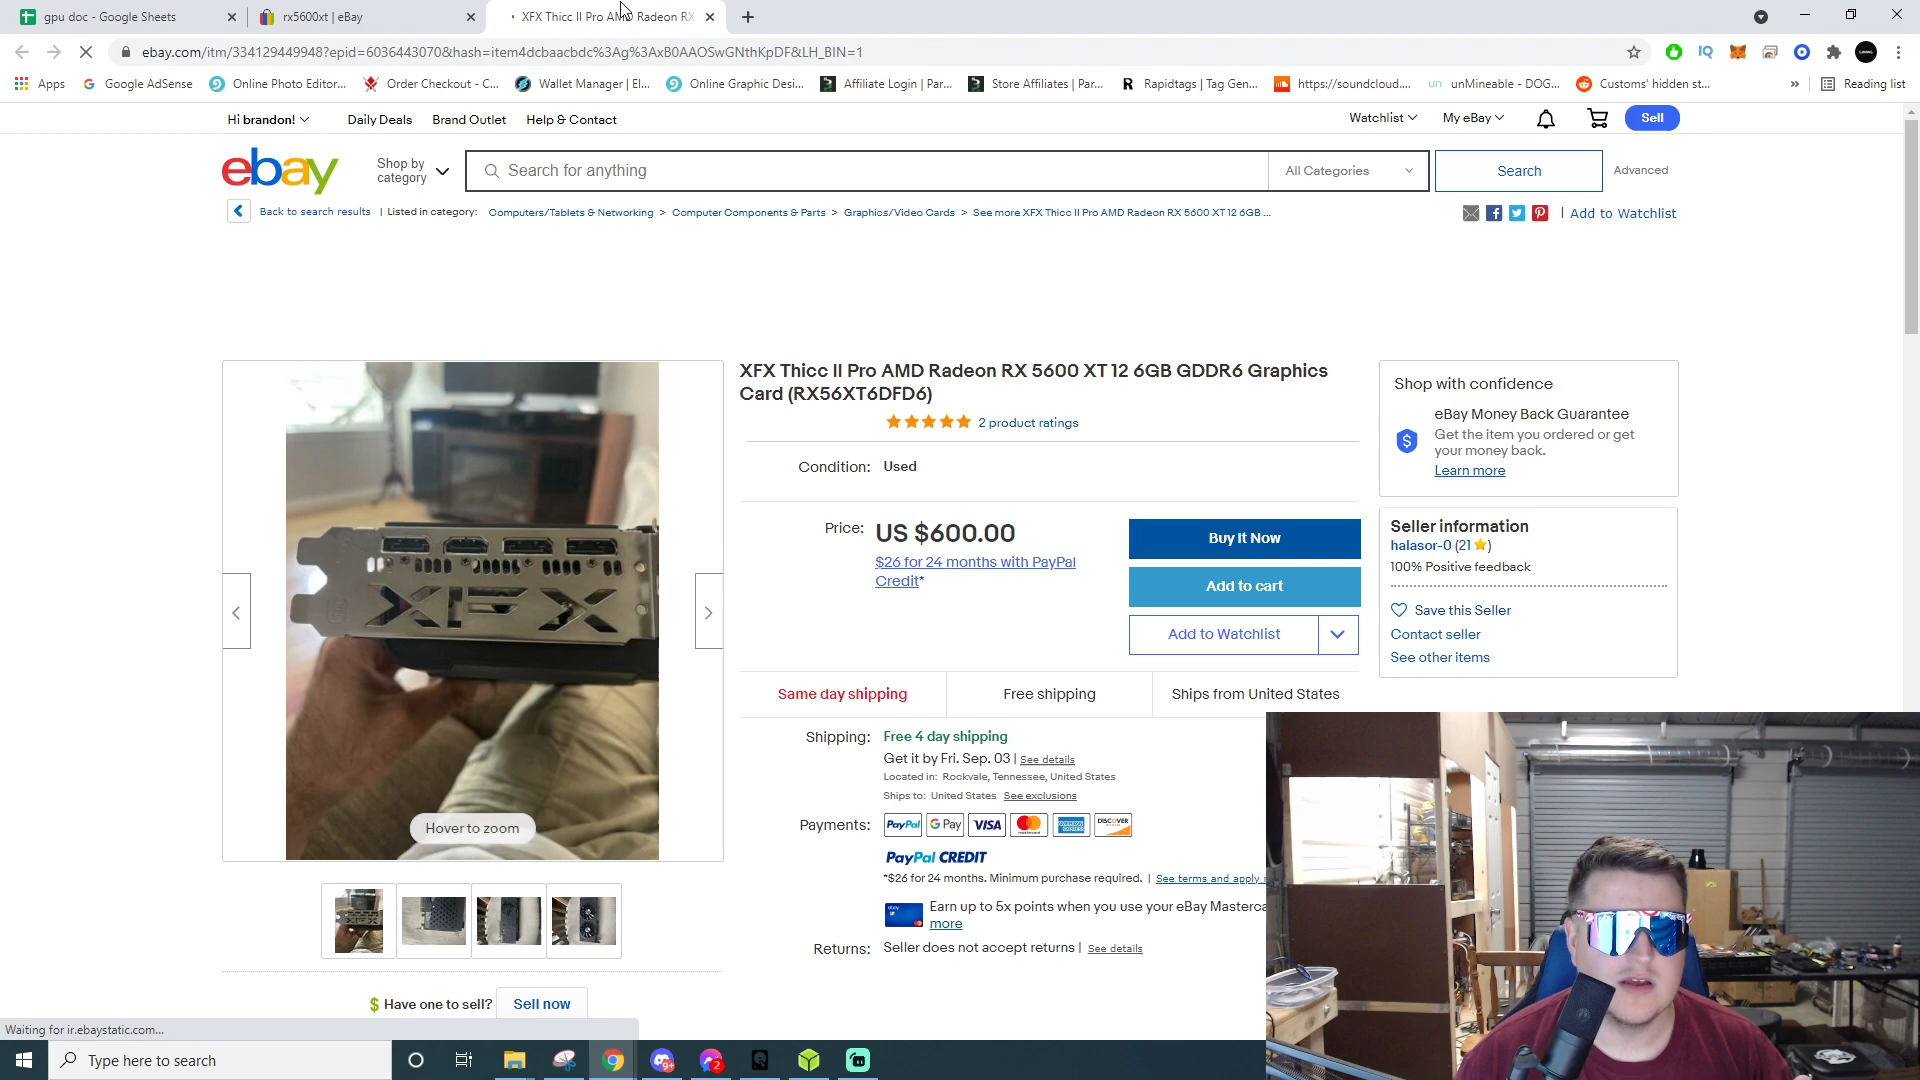 gpu doc - Google Sheets
rx5600xt | eBay
XFX Thicc II Pro AMD Radeon RX
ebay.com/itm/334129449948?epid=6036443070&hash=item4dcbaacbdc%3Ag%3AxB0AAOSwGNthKpDF&LH_BIN=1
Apps
Google AdSense
Online Photo Editor...
Order Checkout - C...
Wallet Manager | El...
Online Graphic Desi...
Affiliate Login | Par...
Store Affiliates | Par...
Rapidtags | Tag Gen...
https://soundcloud....
unMineable - DOG...
Customs' hidden st...
»
Reading list
Hi brandon!
Daily Deals
Brand Outlet
Help & Contact
Watchlist
My eBay
Sell
ebay
Shop by category
Search for anything
All Categories
Search
Advanced
Back to search results | Listed in category: Computers/Tablets & Networking > Computer Components & Parts > Graphics/Video Cards > See more XFX Thicc II Pro AMD Radeon RX 5600 XT 12 6GB ...
| Add to Watchlist
XFX Thicc II Pro AMD Radeon RX 5600 XT 12 6GB GDDR6 Graphics
Card (RX56XT6DFD6)
2 product ratings
Condition: Used
Price: US $600.00
$26 for 24 months with PayPal
Credit*
Buy It Now
Add to cart
Add to Watchlist
Same day shipping
Free shipping
Ships from United States
Shipping: Free 4 day shipping
Get it by Fri. Sep. 03 | See details
Located in: Rockvale, Tennessee, United States
Ships to: United States See exclusions
Payments: PayPal G Pay VISA mastercard AMERICAN EXPRESS DISCOVER
PayPal CREDIT
*$26 for 24 months. Minimum purchase required. | See terms and apply
Earn up to 5x points when you use your eBay Masterca
more
Returns: Seller does not accept returns | See details
Shop with confidence
eBay Money Back Guarantee
Get the item you ordered or get
your money back.
Learn more
Seller information
halasor-0 (21)
100% Positive feedback
Save this Seller
Contact seller
See other items
XFX
Hover to zoom
Have one to sell? Sell now
Waiting for ir.ebaystatic.com...
Type here to search
9+
2